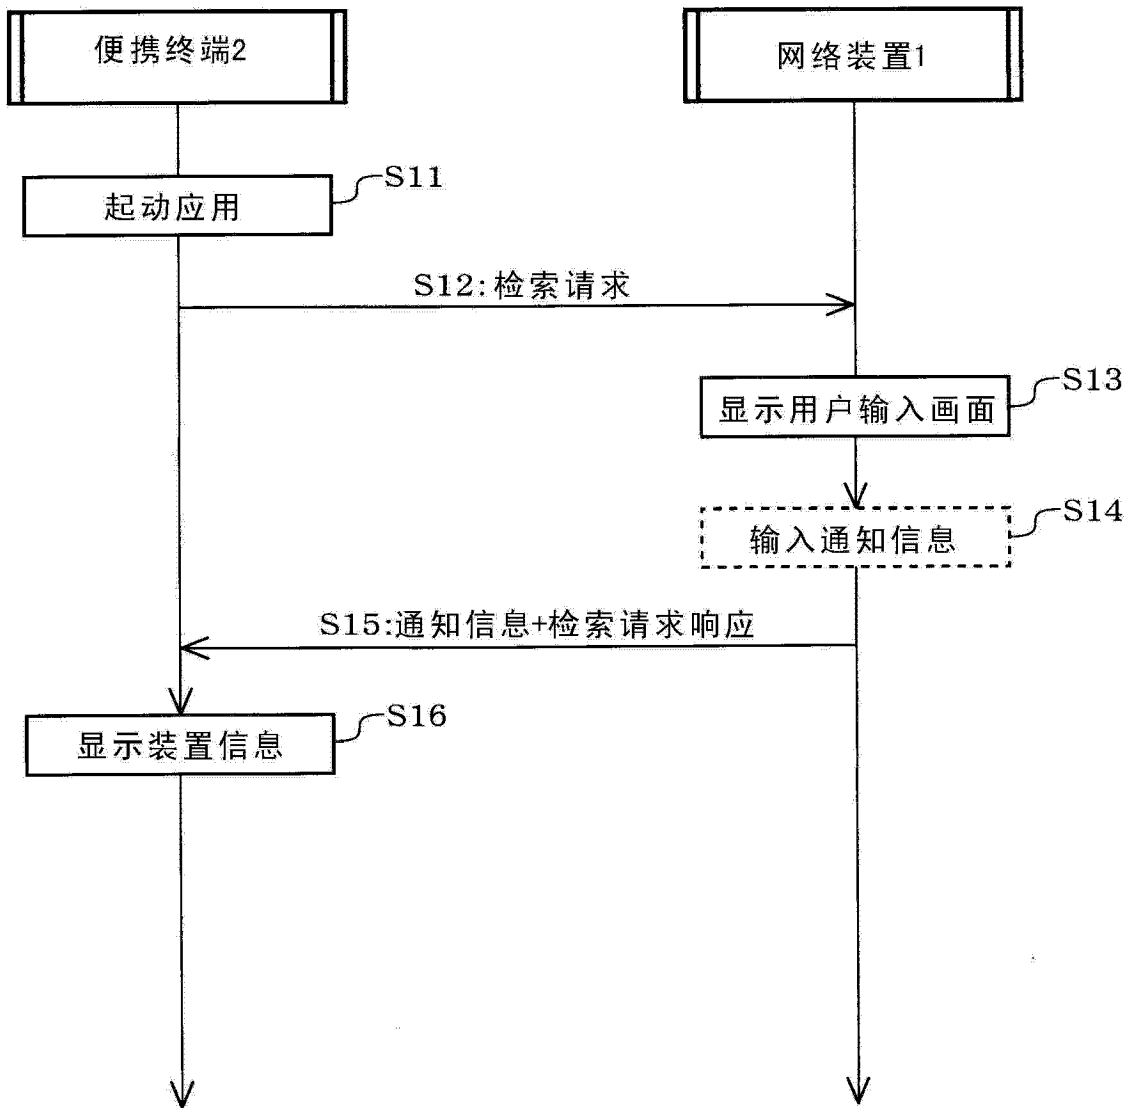 便携终端2
网络装置1
S11
起动应用
S12:检索请求
S13
显示用户输入画面
S14
输入通知信息
S15:通知信息+检索请求响应
S16
显示装置信息